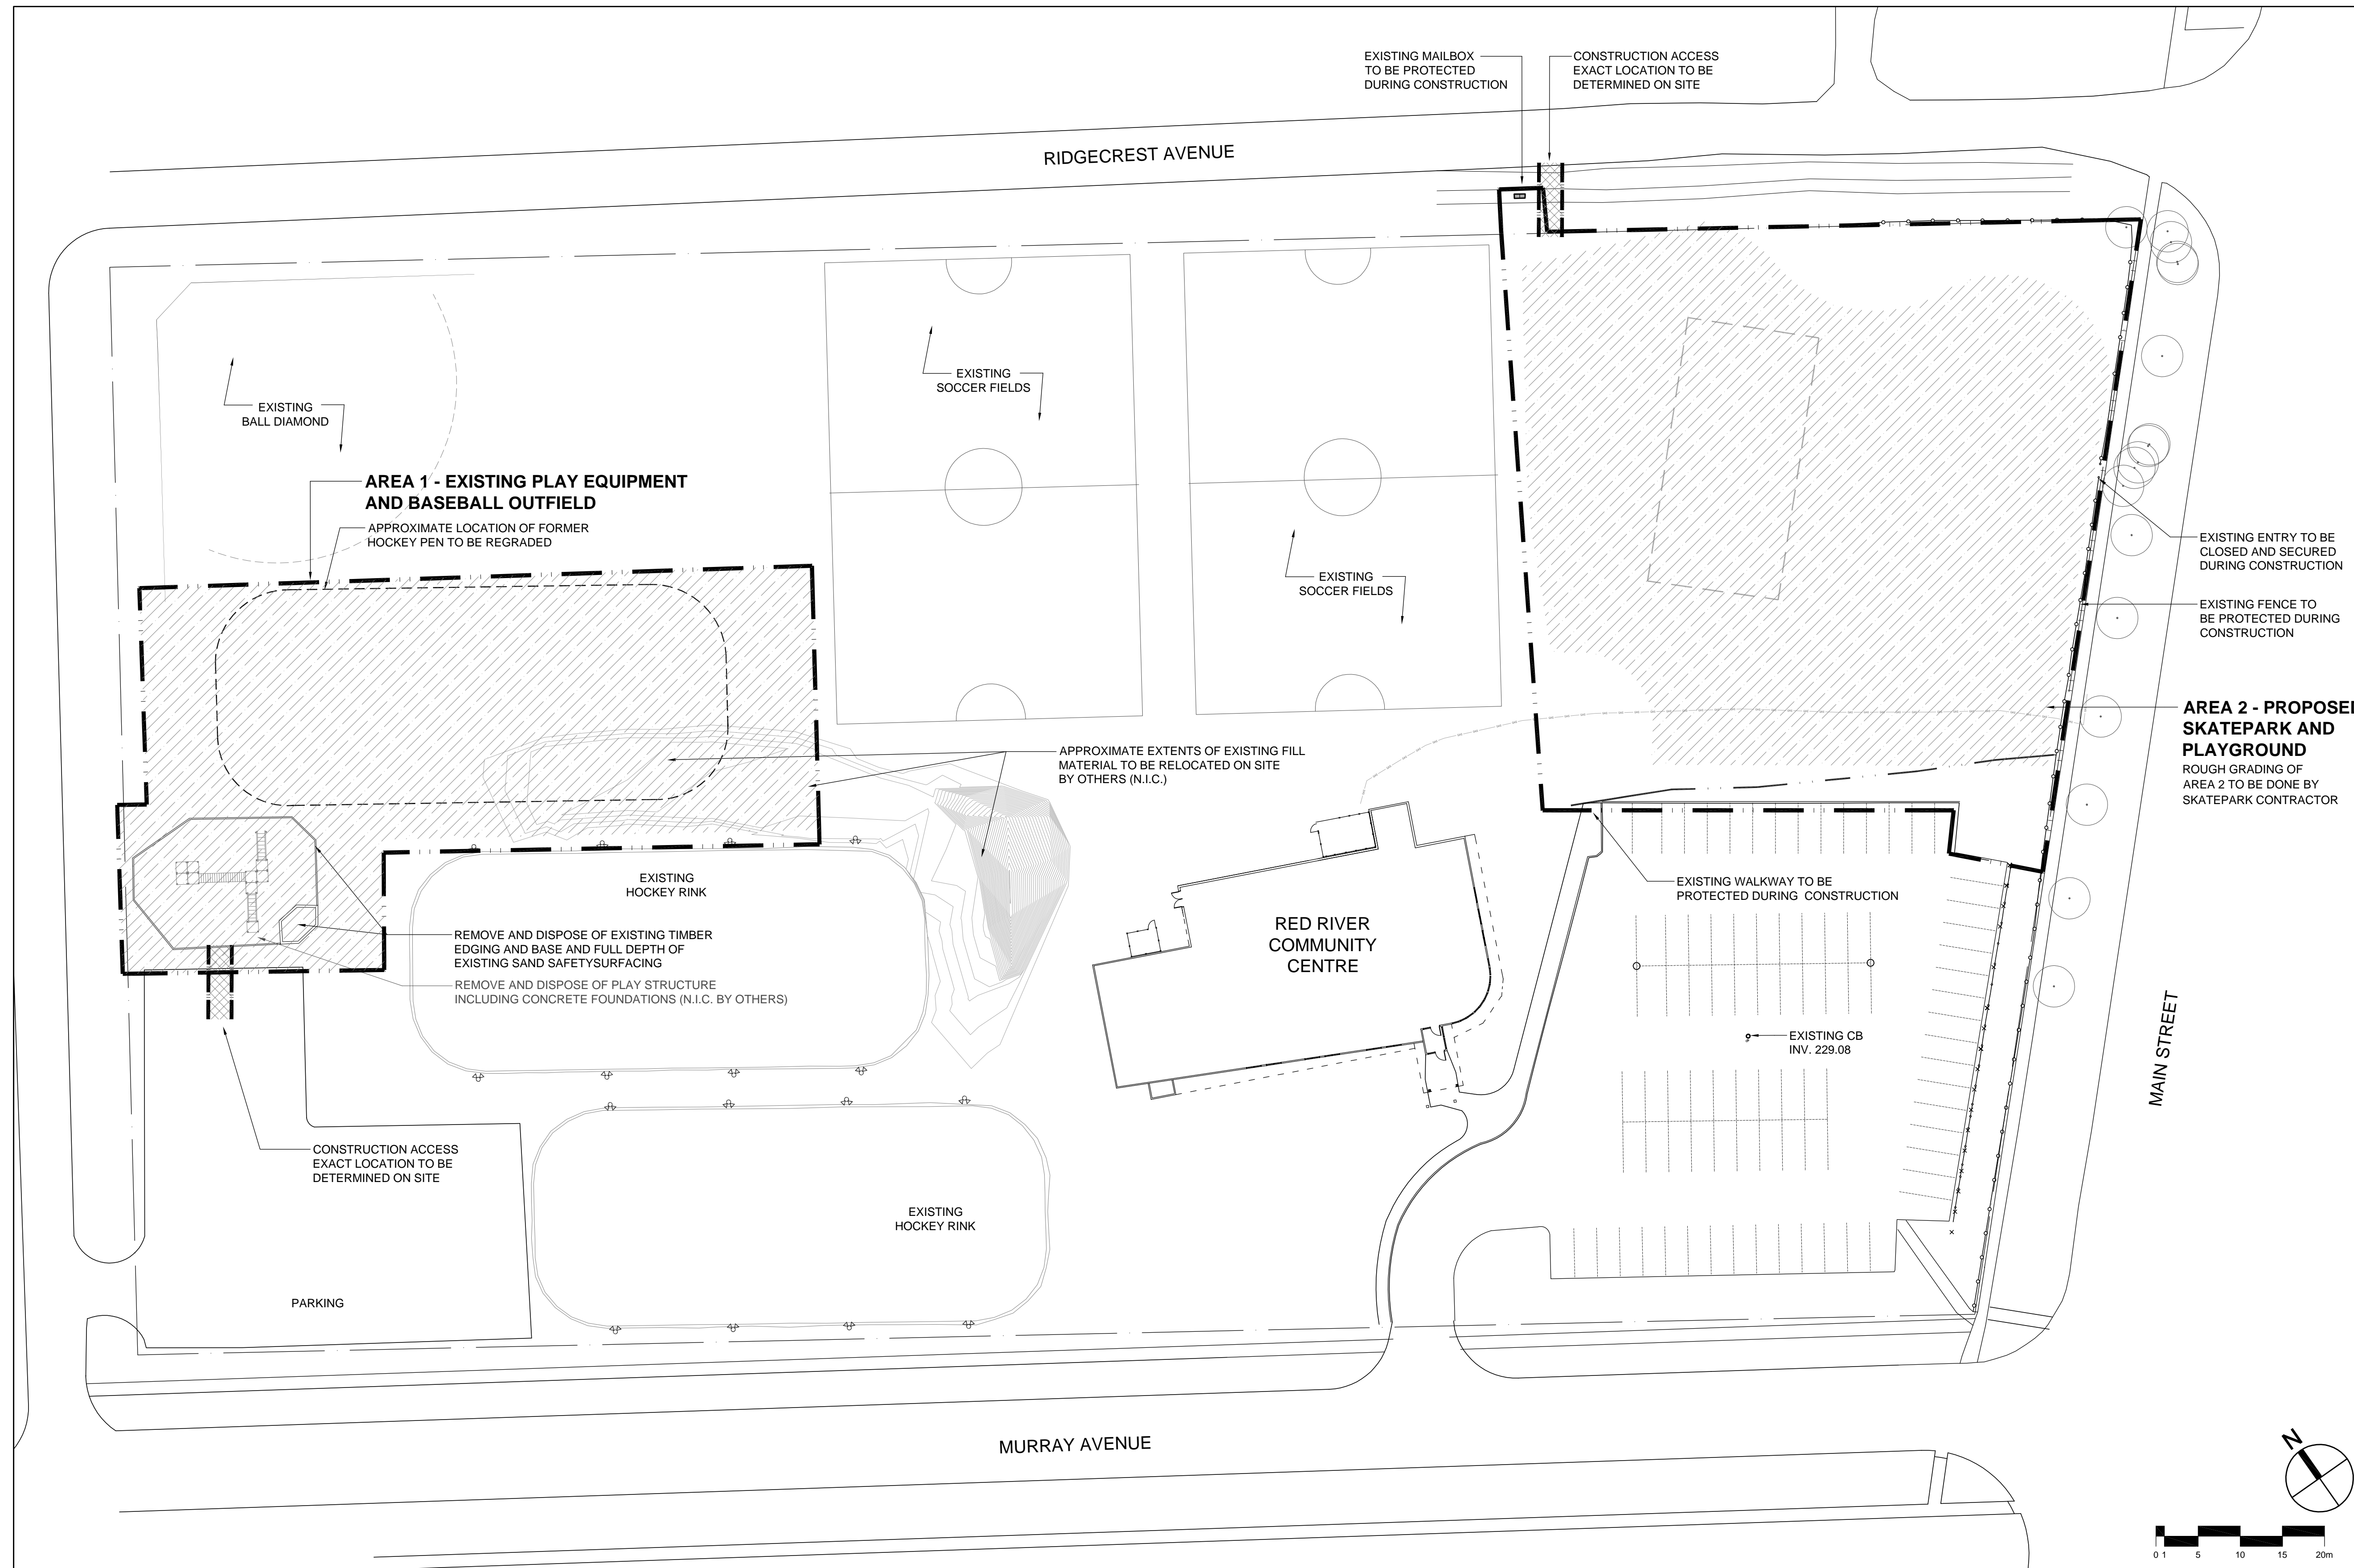 EXISTING MAILBOX
TO BE PROTECTED
DURING CONSTRUCTION
CONSTRUCTION ACCESS
EXACT LOCATION TO BE
DETERMINED ON SITE
RIDGECREST AVENUE
EXISTING
BALL DIAMOND
EXISTING
SOCCER FIELDS
AREA 1 - EXISTING PLAY EQUIPMENT
AND BASEBALL OUTFIELD
APPROXIMATE LOCATION OF FORMER
HOCKEY PEN TO BE REGRADED
EXISTING
SOCCER FIELDS
EXISTING ENTRY TO BE
CLOSED AND SECURED
DURING CONSTRUCTION
EXISTING FENCE TO
BE PROTECTED DURING
CONSTRUCTION
AREA 2 - PROPOSED
SKATEPARK AND
PLAYGROUND
ROUGH GRADING OF
AREA 2 TO BE DONE BY
SKATEPARK CONTRACTOR
APPROXIMATE EXTENTS OF EXISTING FILL
MATERIAL TO BE RELOCATED ON SITE
BY OTHERS (N.I.C.)
EXISTING
HOCKEY RINK
EXISTING WALKWAY TO BE
PROTECTED DURING CONSTRUCTION
RED RIVER
COMMUNITY
CENTRE
REMOVE AND DISPOSE OF EXISTING TIMBER
EDGING AND BASE AND FULL DEPTH OF
EXISTING SAND SAFETYSURFACING
REMOVE AND DISPOSE OF PLAY STRUCTURE
INCLUDING CONCRETE FOUNDATIONS (N.I.C. BY OTHERS)
EXISTING CB
INV. 229.08
MAIN STREET
CONSTRUCTION ACCESS
EXACT LOCATION TO BE
DETERMINED ON SITE
EXISTING
HOCKEY RINK
PARKING
MURRAY AVENUE
N
0 1 5 10 15 20m